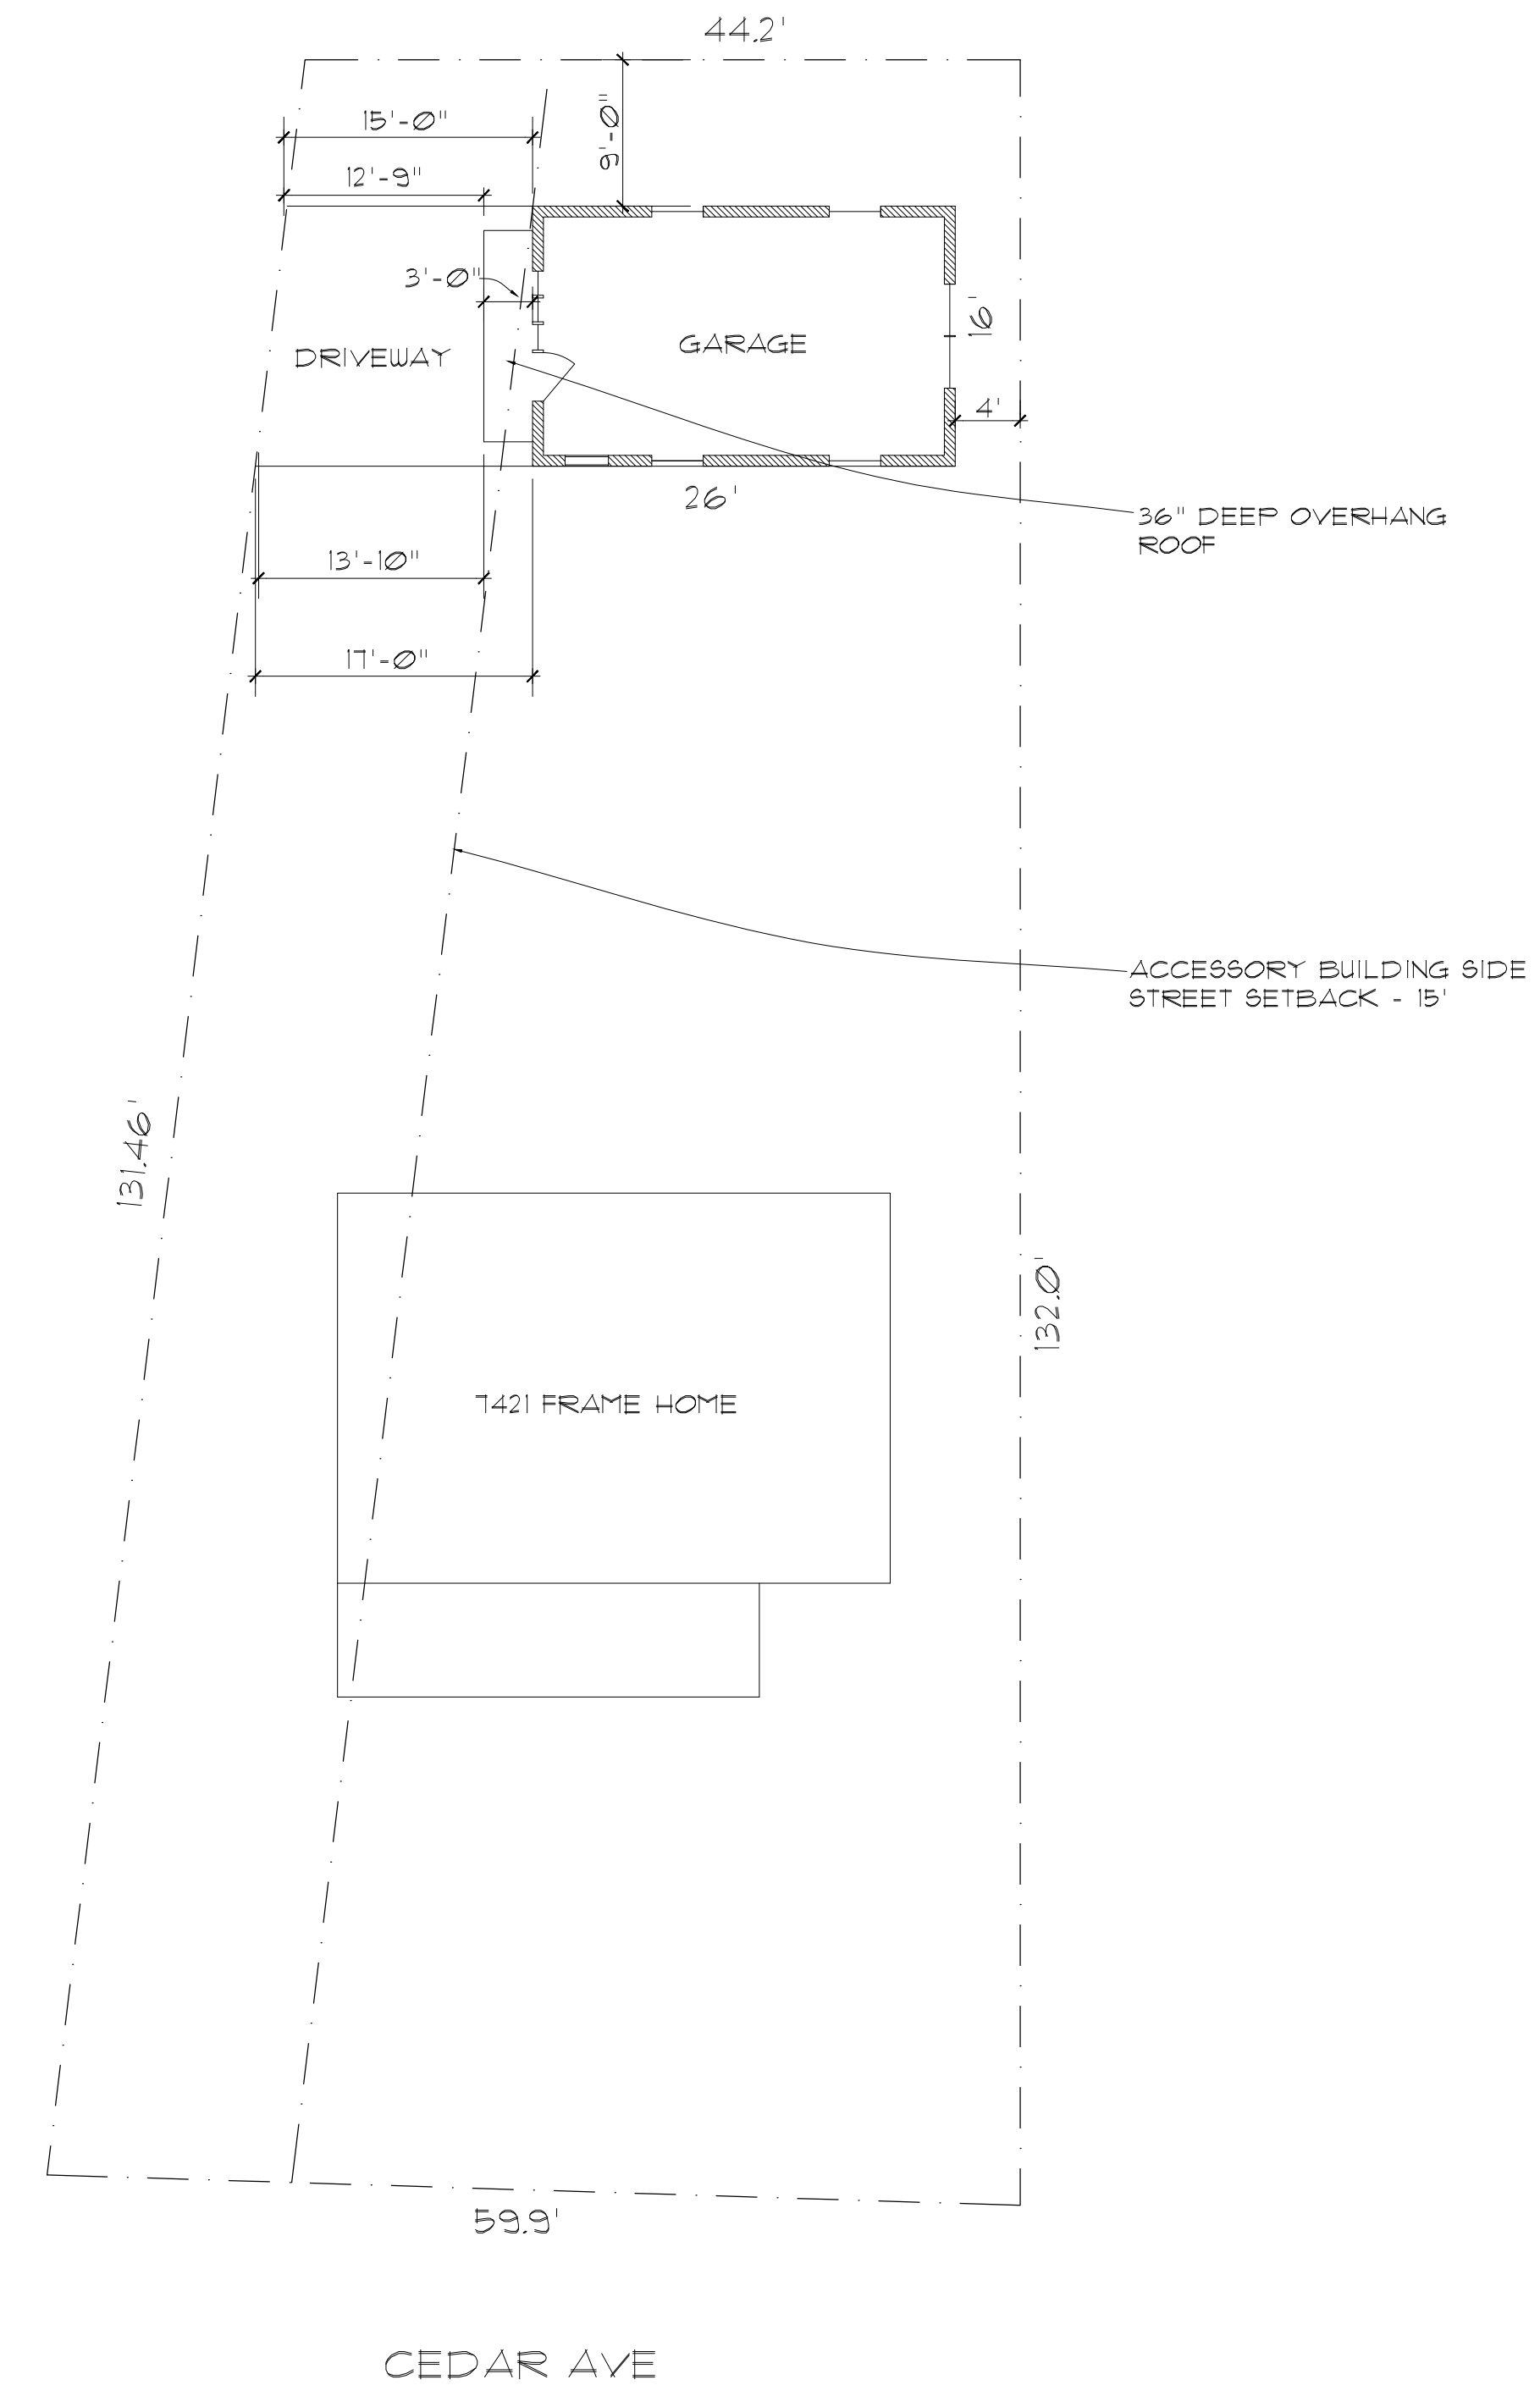 44.2'
15'-0"
9'-0"
12'-9"
3'-0"
16'
GARAGE
DRIVEWAY
4'
26'
36" DEEP OVERHANG
ROOF
13'-10"
17'-0"
ACCESSORY BUILDING SIDE
STREET SETBACK - 15'
131.46'
132.0'
7421 FRAME HOME
59.9'
CEDAR AVE